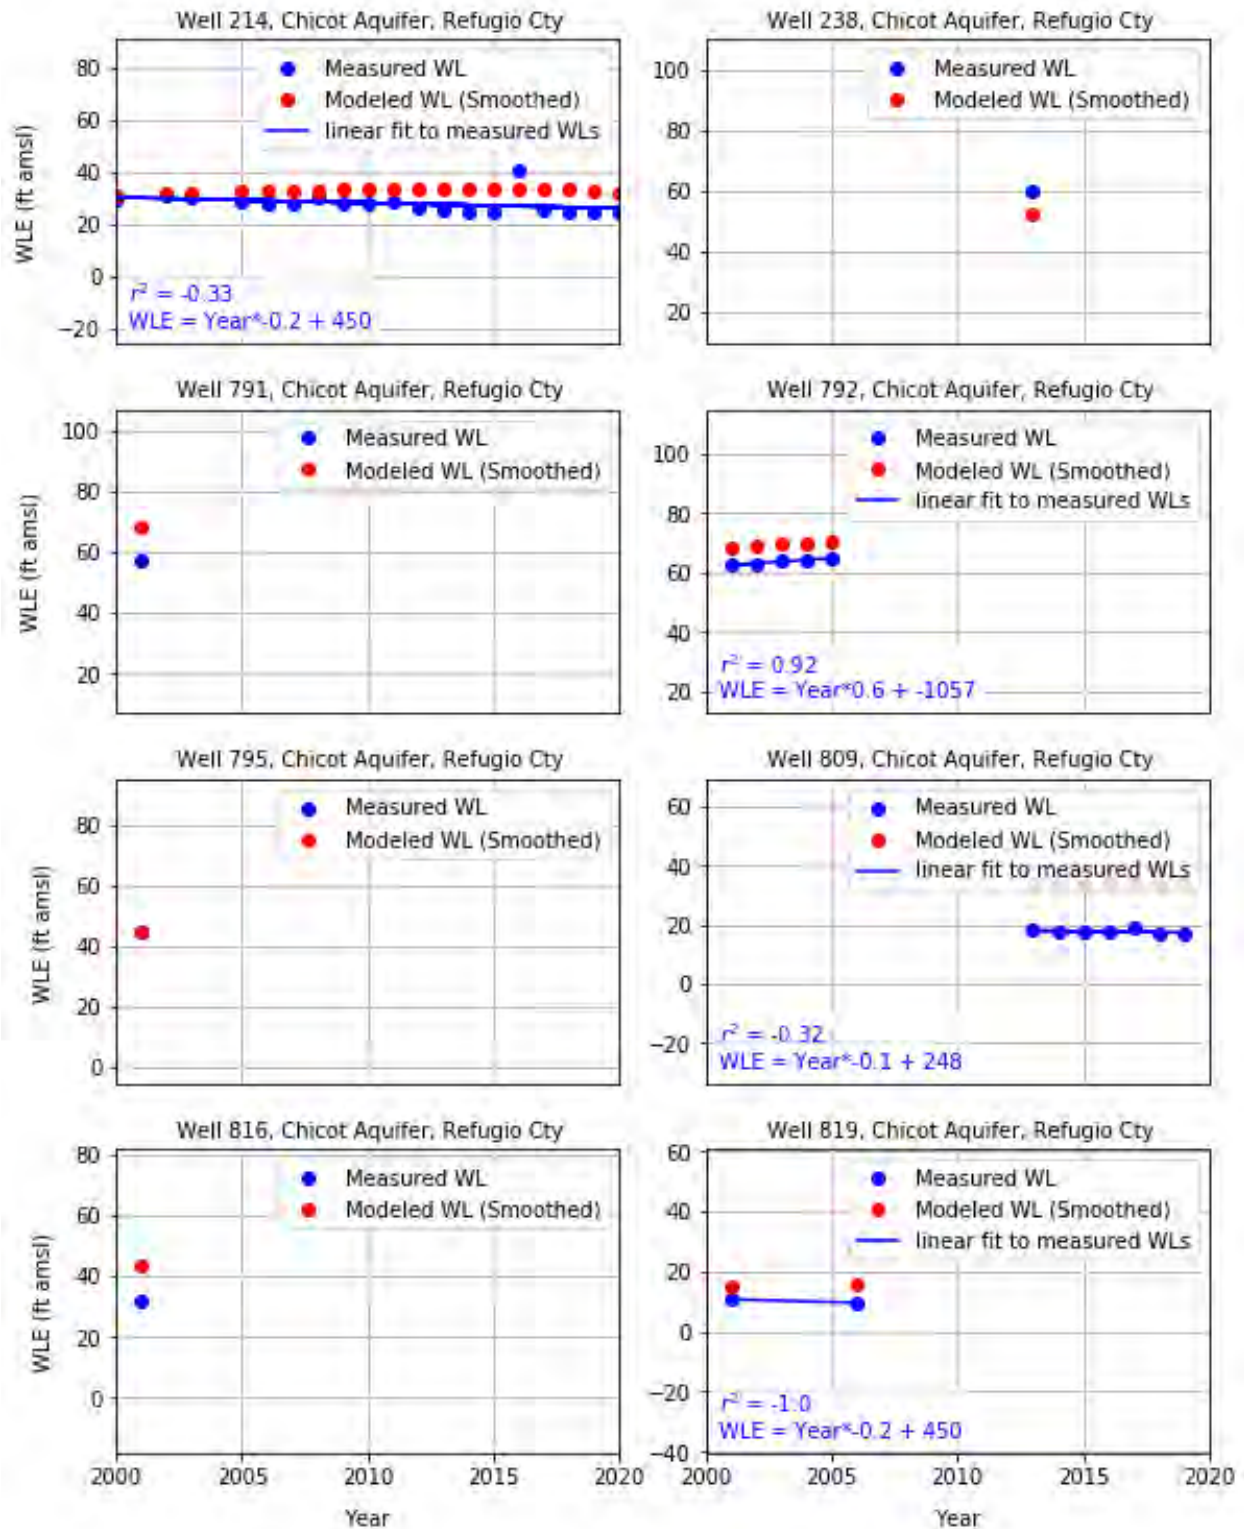 Well 214, Chicot Aquifer, Refugio Cty
Measured WL
Modeled WL (Smoothed)
linear fit to measured WLs
WLE (ft amsl)
80
60
40
20
0
−20
r² = -0.33
WLE = Year*-0.2 + 450
Well 238, Chicot Aquifer, Refugio Cty
Measured WL
Modeled WL (Smoothed)
100
80
60
40
20
Well 791, Chicot Aquifer, Refugio Cty
Measured WL
Modeled WL (Smoothed)
WLE (ft amsl)
100
80
60
40
20
Well 792, Chicot Aquifer, Refugio Cty
Measured WL
Modeled WL (Smoothed)
linear fit to measured WLs
100
80
60
40
20
r² = 0.92
WLE = Year*0.6 + -1057
Well 795, Chicot Aquifer, Refugio Cty
Measured WL
Modeled WL (Smoothed)
WLE (ft amsl)
80
60
40
20
0
Well 809, Chicot Aquifer, Refugio Cty
Measured WL
Modeled WL (Smoothed)
linear fit to measured WLs
60
40
20
0
−20
r² = -0.32
WLE = Year*-0.1 + 248
Well 816, Chicot Aquifer, Refugio Cty
Measured WL
Modeled WL (Smoothed)
WLE (ft amsl)
80
60
40
20
0
2000 2005 2010 2015 2020
Year
Well 819, Chicot Aquifer, Refugio Cty
Measured WL
Modeled WL (Smoothed)
linear fit to measured WLs
60
40
20
0
−20
−40
r² = -1.0
WLE = Year*-0.2 + 450
2000 2005 2010 2015 2020
Year